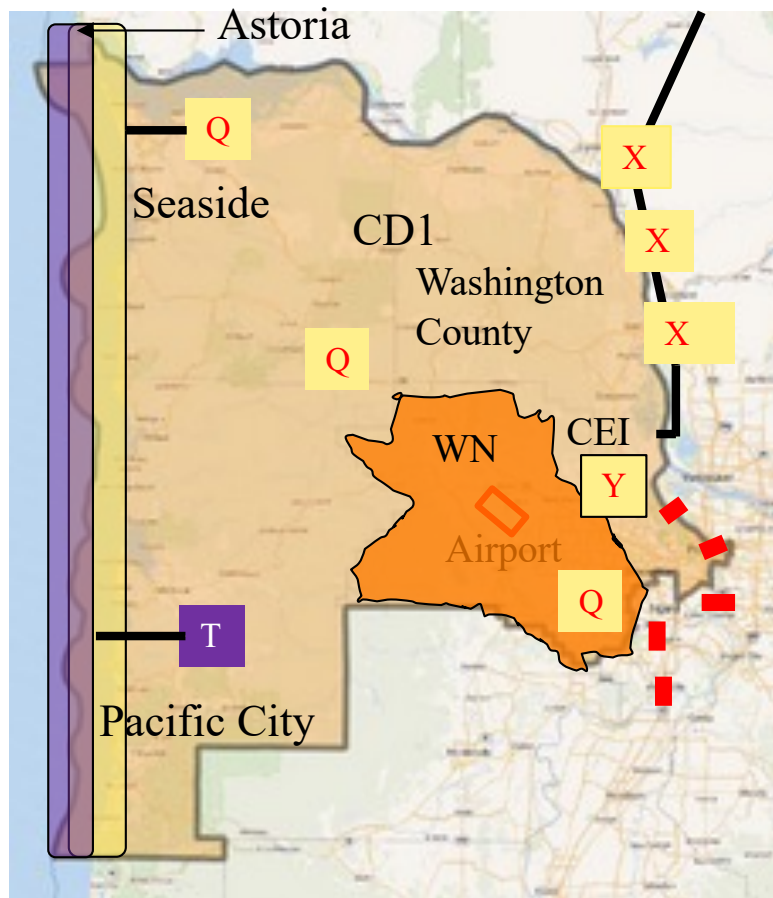 Astoria
Q
X
Seaside
CD1
X
Washington
County
X
Q
WN
CEI
Y
Airport
Q
T
Pacific City